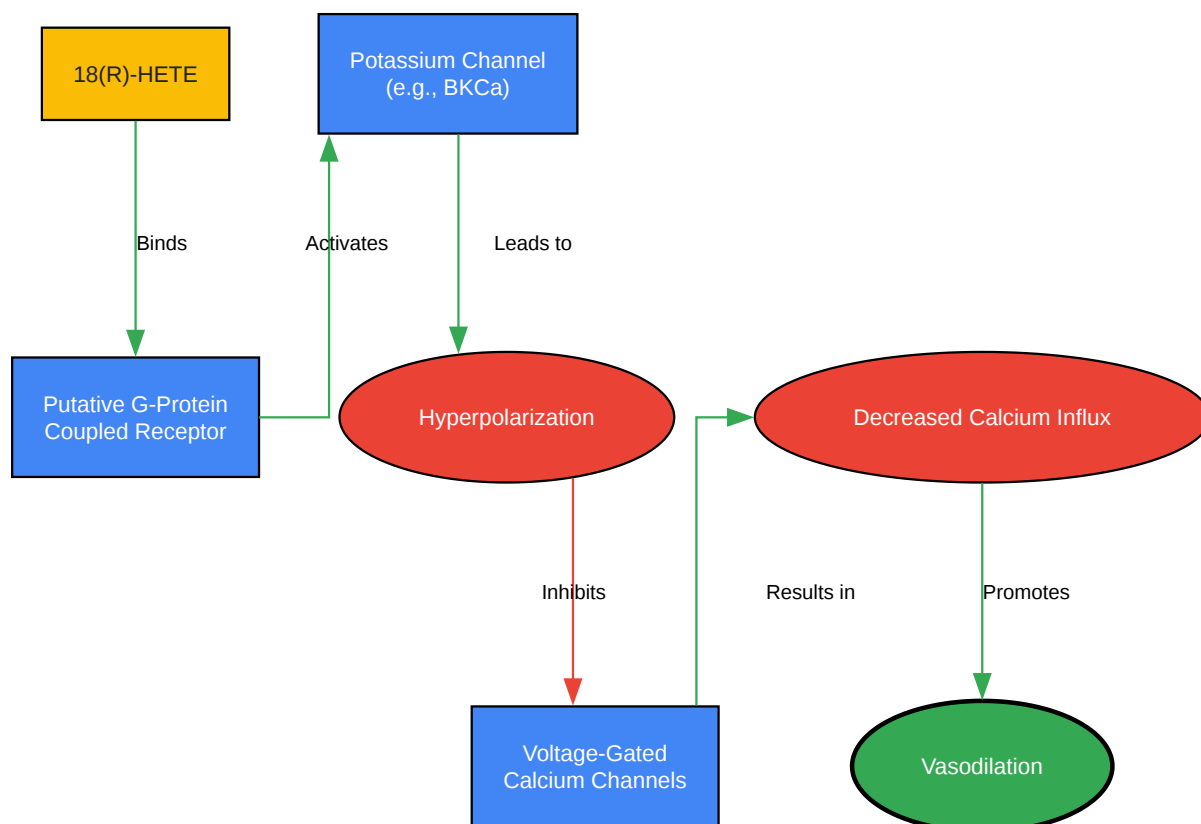 18(R)-HETE
Potassium Channel
(e.g., BKCa)
Binds
Activates
Leads to
Putative G-Protein
Coupled Receptor
Hyperpolarization
Decreased Calcium Influx
Inhibits
Results in
Promotes
Voltage-Gated
Calcium Channels
Vasodilation